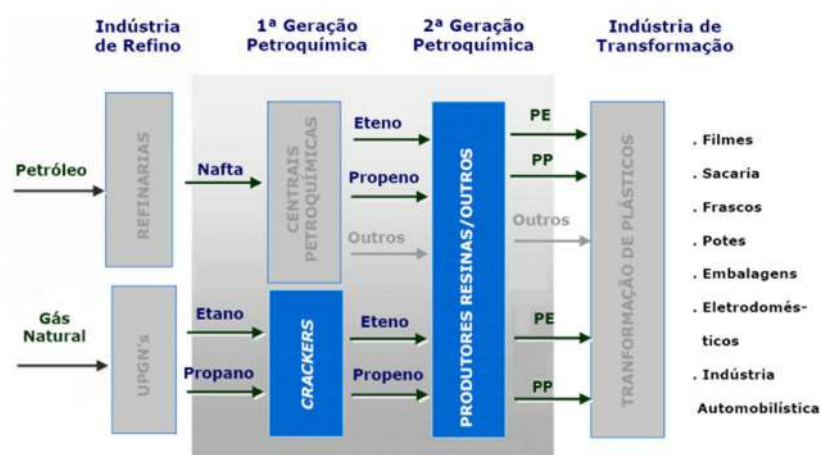 Indústria
de Refino
1ª Geração
Petroquímica
2ª Geração
Petroquímica
Indústria de
Transformação
Petróleo
REFINARIAS
Nafta
CENTRAIS
PETROQUÍMICAS
Eteno
Propeno
Outros
PRODUTORES RESINAS/OUTROS
PE
PP
Outros
TRANFORMAÇÃO DE PLÁSTICOS
Gás
Natural
UPGN's
Etano
Propano
CRACKERS
Eteno
Propeno
PE
PP
. Filmes
. Sacaria
. Frascos
. Potes
. Embalagens
. Eletrodomés-
ticos
. Indústria
Automobilística